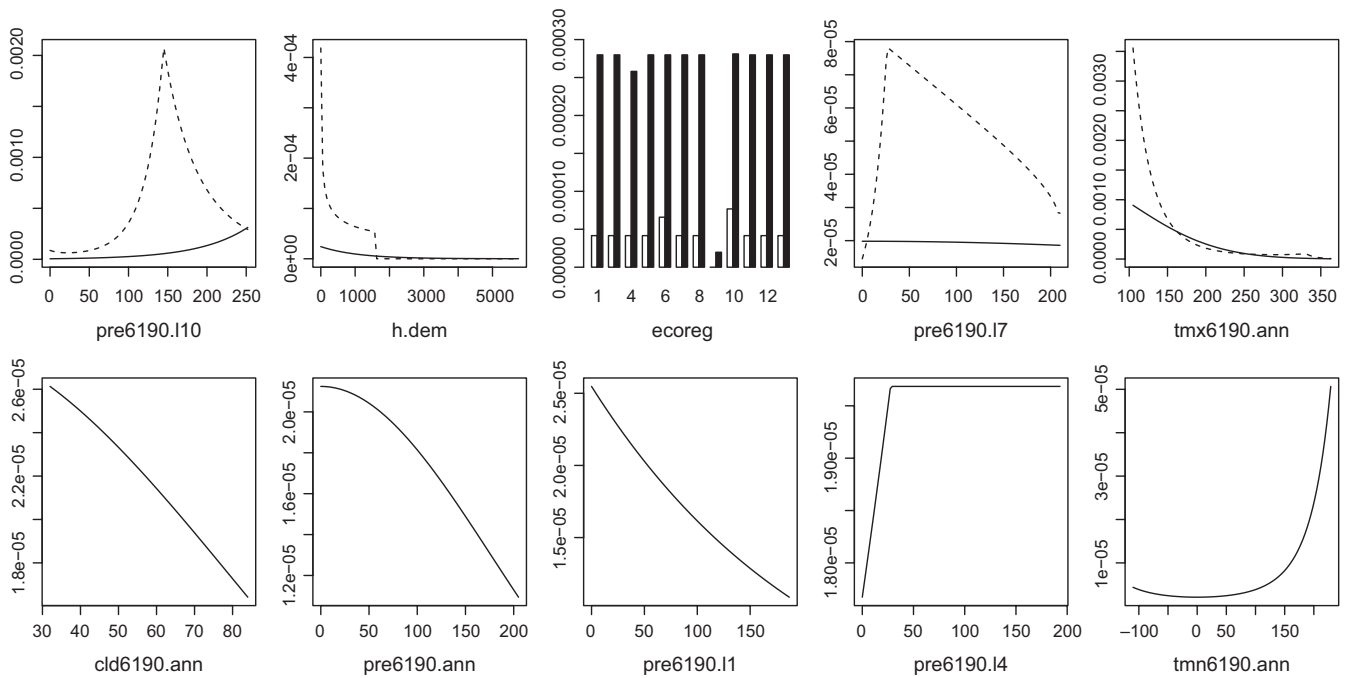 0.0000 0.0010 0.0020
0 50 100 150 200 250
pre6190.l10
0e+00 2e−04 4e−04
0 1000 3000 5000
h.dem
0.00000 0.00010 0.00020 0.00030
1 4 6 8 10 12
ecoreg
2e−05 4e−05 6e−05 8e−05
0 50 100 150 200
pre6190.l7
0.0000 0.0010 0.0020 0.0030
100 150 200 250 300 350
tmx6190.ann
1.8e−05 2.2e−05 2.6e−05
30 40 50 60 70 80
cld6190.ann
1.2e−05 1.6e−05 2.0e−05
0 50 100 150 200
pre6190.ann
1.5e−05 2.0e−05 2.5e−05
0 50 100 150
pre6190.l1
1.80e−05 1.90e−05
0 50 100 150 200
pre6190.l4
1e−05 3e−05 5e−05
−100 0 50 150
tmn6190.ann